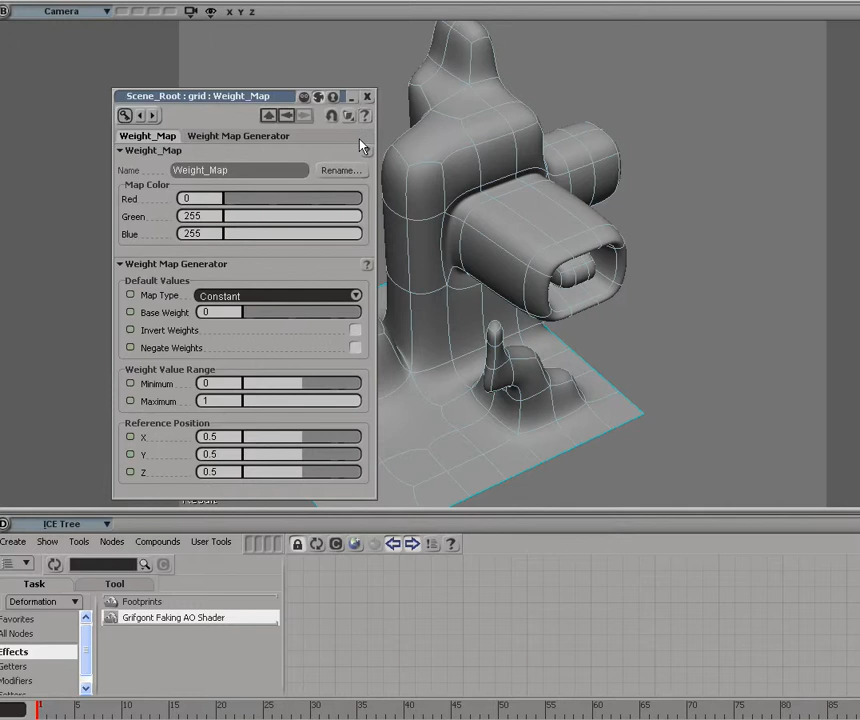 B Camera X Y Z
Scene_Root : grid : Weight_Map
Weight_Map Weight Map Generator
Weight_Map
Name Weight_Map Rename...
Map Color
Red 0
Green 255
Blue 255
Weight Map Generator ?
Default Values
Map Type Constant
Base Weight 0
Invert Weights
Negate Weights
Weight Value Range
Minimum 0
Maximum 1
Reference Position
X 0.5
Y 0.5
Z 0.5
Result
D ICE Tree
Create Show Tools Nodes Compounds User Tools
Task Tool
Deformation
Favorites
All Nodes
Effects
Getters
Modifiers
Footprints
Grifgont Faking AO Shader
1 5 10 15 20 25 30 35 40 45 50 55 60 65 70 75 80 85